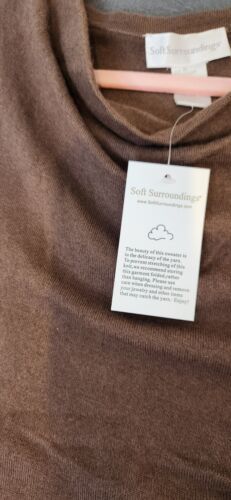 SoftSurroundings®
Soft Surroundings®
www.SoftSurroundings.com
The beauty of this sweater is
in the delicacy of the yarn.
To prevent stretching of this
knit, we recommend storing
this garment folded rather
than hanging. Please use
care when dressing and remove
your jewelry and other items
that may catch the yarn. Enjoy!